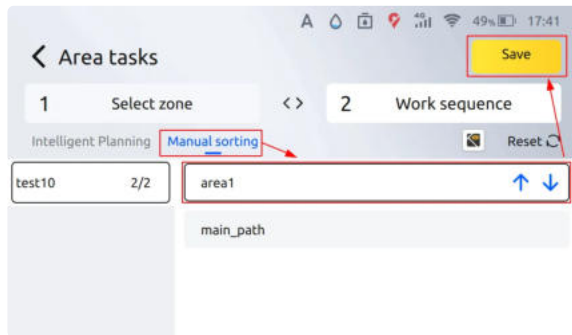 A 4G 49% 17:41
Area tasks Save
1 Select zone <> 2 Work sequence
Intelligent Planning Manual sorting Reset
test10 2/2 area1
main_path